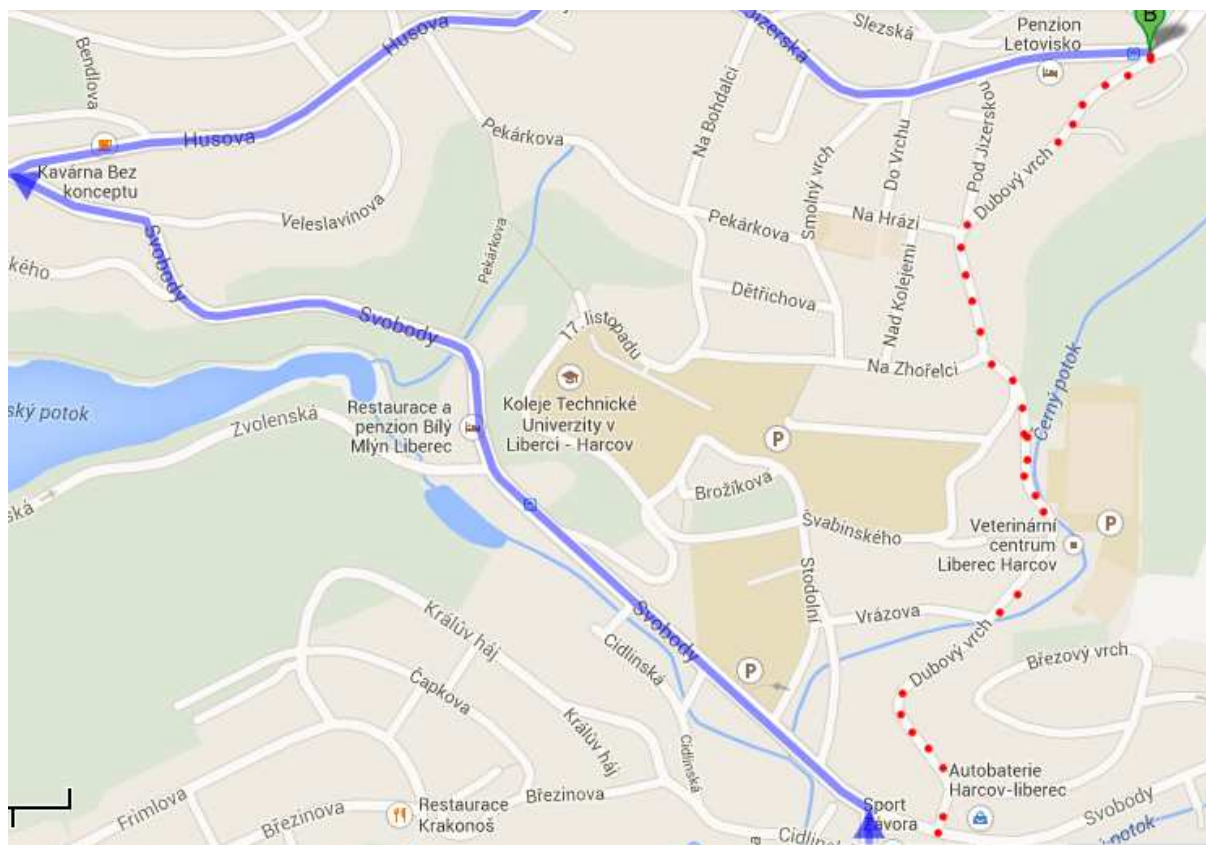 B
Penzion
Letovisko
Slezská
Jizerská
Husova
Bendlova
Husova
Kavárna Bez
konceptu
Veleslavínova
Pekárkova
Na Bohdalci
Smolný vrch
Do Vrchu
Pod Jizerskou
Dubový vrch
Na Hrázi
Pekárkova
Pekárkova
Svobody
kého
Svobody
Dětřichova
Nad Kolejemi
17. listopadu
Na Zhořelci
Koleje Technické
Univerzity v
Liberci - Harcov
ský potok
Zvolenská
Restaurace a
penzion Bílý
Mlýn Liberec
Černý potok
P
Brožíkova
Švabinského
ská
P
Veterinární
centrum
Liberec Harcov
Stodolní
Vrázova
Svobody
Králův háj
Cidlinská
Dubový vrch
Březový vrch
P
Čapkova
Králův háj
Cidlinská
Autobaterie
Harcov-liberec
Frimlova
Březinova
Restaurace
Krakonoš
Březinova
Cidlinská
Sport
Závora
Svobody
potok